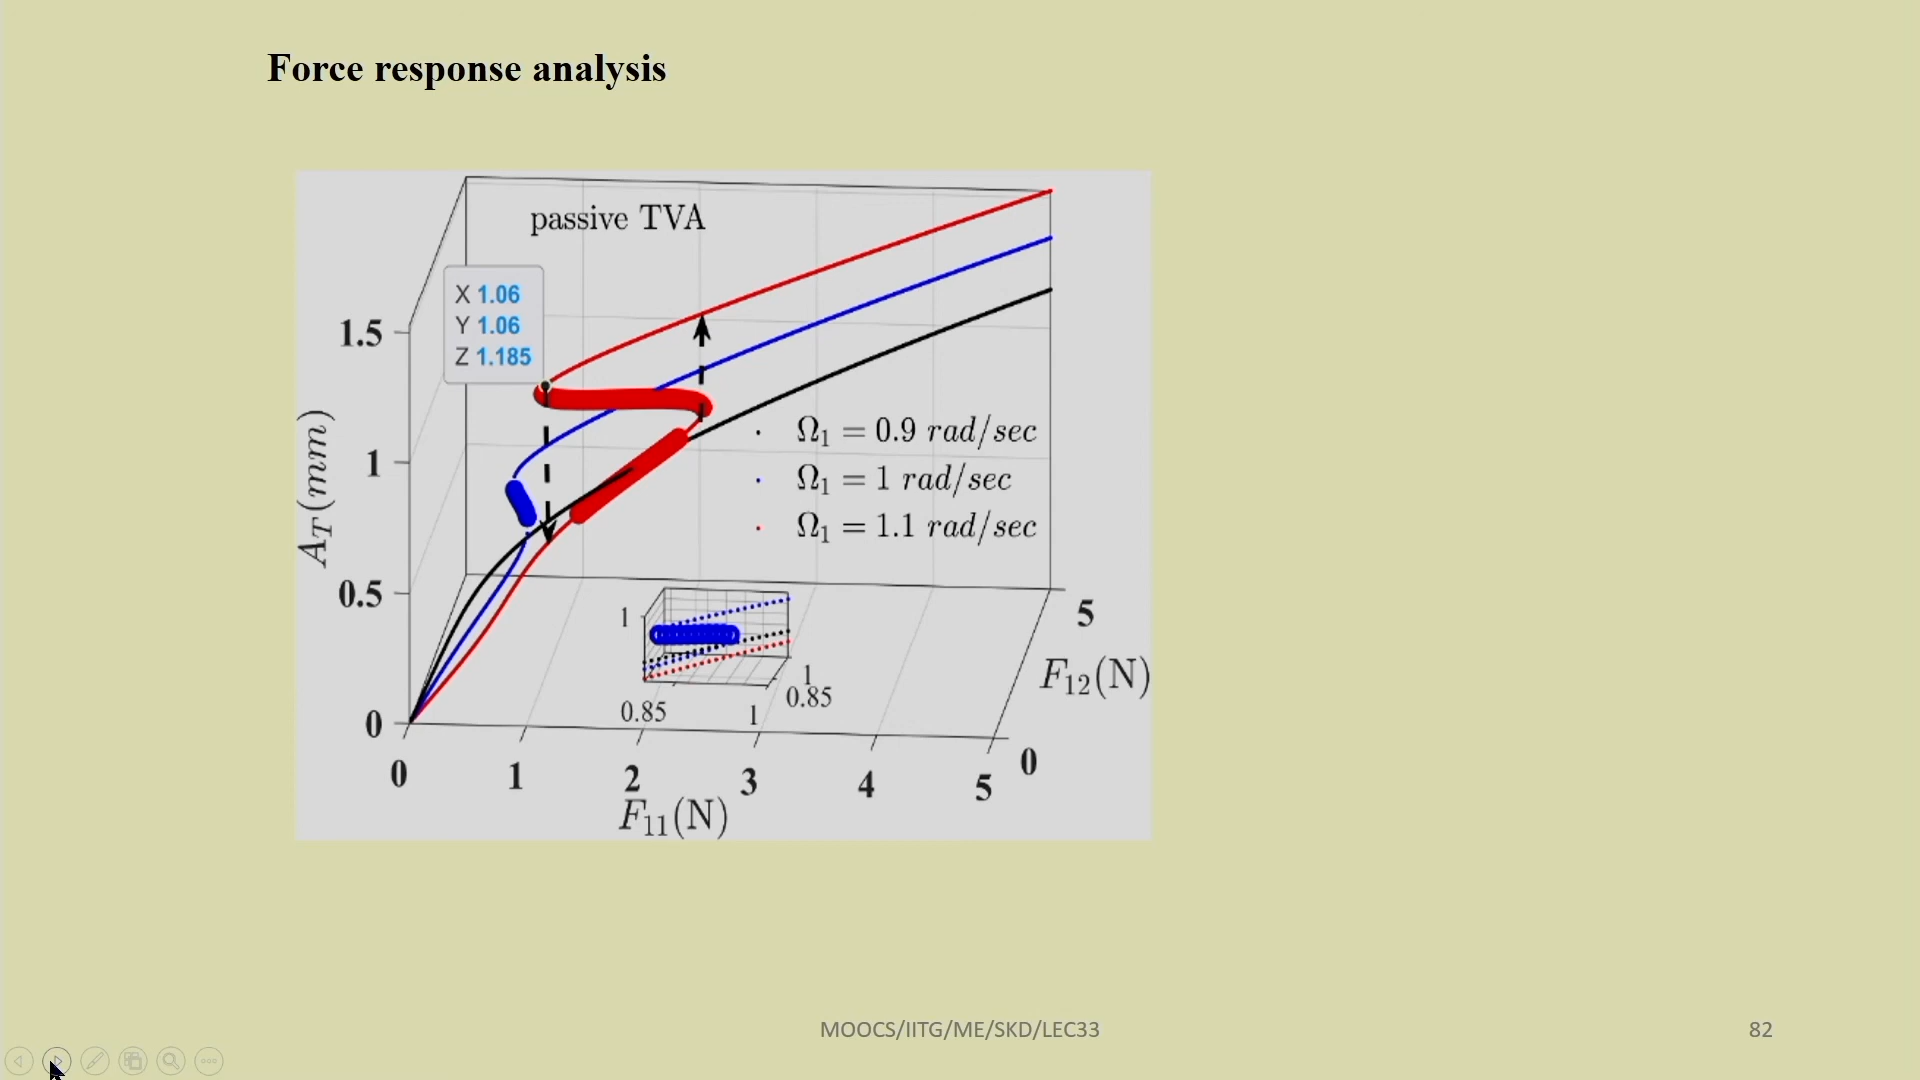 Force response analysis
passive TVA
X 1.06
Y 1.06
Z 1.185
1.5
1
0.5
0
A_T(mm)
Ω₁ = 0.9 rad/sec
Ω₁ = 1 rad/sec
Ω₁ = 1.1 rad/sec
1
0.85
1
1
0.85
5
F₁₂(N)
0
0
1
2
3
4
5
F₁₁(N)
MOOCS/IITG/ME/SKD/LEC33
82